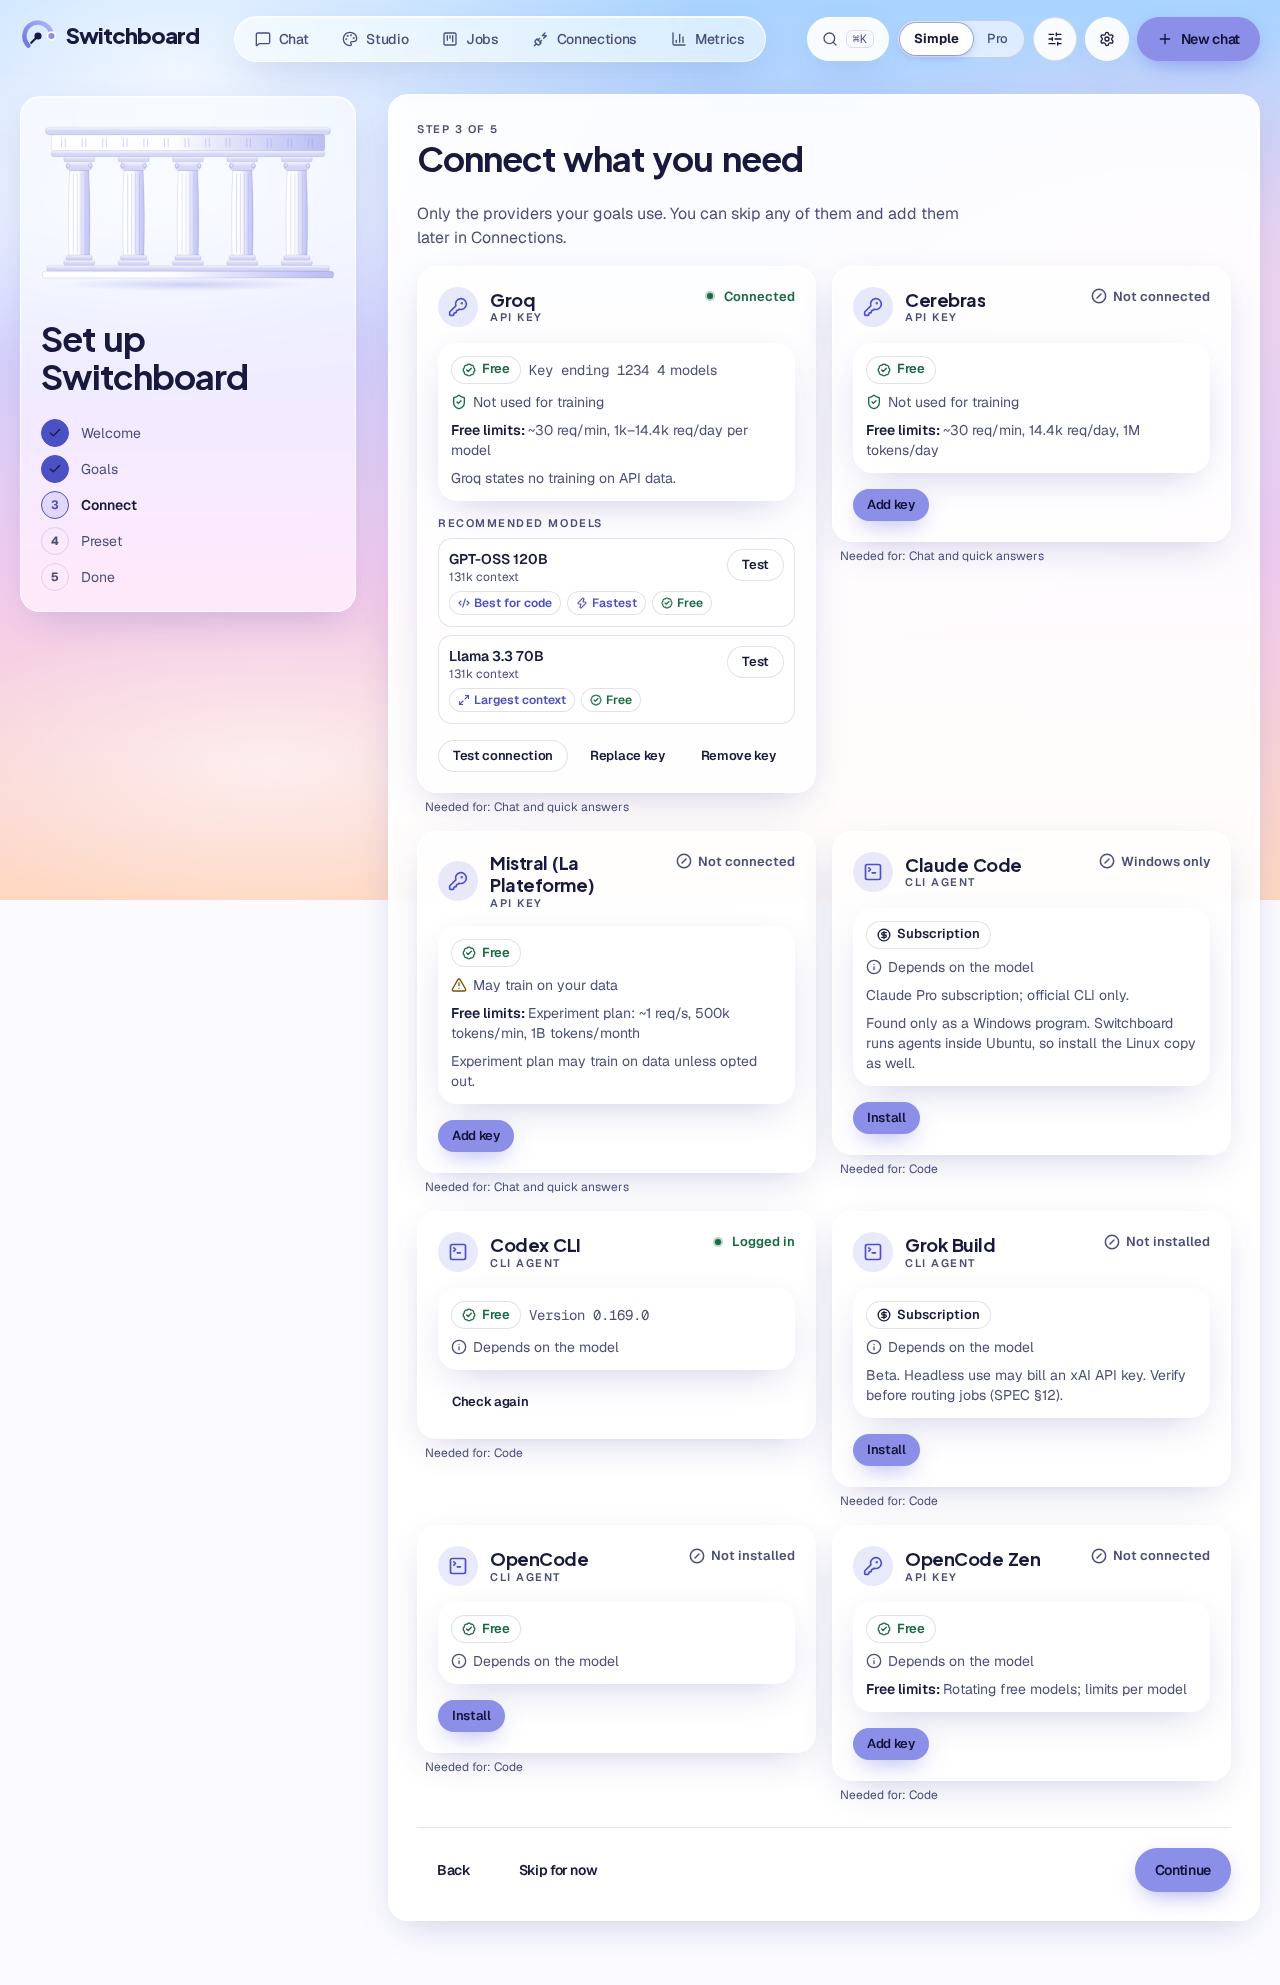 Switchboard
Chat
Studio
Jobs
Connections
Metrics
⌘K
Simple
Pro
New chat
Set up
Switchboard
Welcome
Goals
3
Connect
4
Preset
5
Done
STEP 3 OF 5
Connect what you need
Only the providers your goals use. You can skip any of them and add them
later in Connections.
Groq
API KEY
Connected
Free
Key ending 1234
4 models
Not used for training
Free limits: ~30 req/min, 1k–14.4k req/day per
model
Groq states no training on API data.
RECOMMENDED MODELS
GPT-OSS 120B
131k context
Test
Best for code
Fastest
Free
Llama 3.3 70B
131k context
Test
Largest context
Free
Test connection
Replace key
Remove key
Needed for: Chat and quick answers
Cerebras
API KEY
Not connected
Free
Not used for training
Free limits: ~30 req/min, 14.4k req/day, 1M
tokens/day
Add key
Needed for: Chat and quick answers
Mistral (La
Plateforme)
API KEY
Not connected
Free
May train on your data
Free limits: Experiment plan: ~1 req/s, 500k
tokens/min, 1B tokens/month
Experiment plan may train on data unless opted
out.
Add key
Needed for: Chat and quick answers
Claude Code
CLI AGENT
Windows only
Subscription
Depends on the model
Claude Pro subscription; official CLI only.
Found only as a Windows program. Switchboard
runs agents inside Ubuntu, so install the Linux copy
as well.
Install
Needed for: Code
Codex CLI
CLI AGENT
Logged in
Free
Version 0.169.0
Depends on the model
Check again
Needed for: Code
Grok Build
CLI AGENT
Not installed
Subscription
Depends on the model
Beta. Headless use may bill an xAI API key. Verify
before routing jobs (SPEC §12).
Install
Needed for: Code
OpenCode
CLI AGENT
Not installed
Free
Depends on the model
Install
Needed for: Code
OpenCode Zen
API KEY
Not connected
Free
Depends on the model
Free limits: Rotating free models; limits per model
Add key
Needed for: Code
Back
Skip for now
Continue